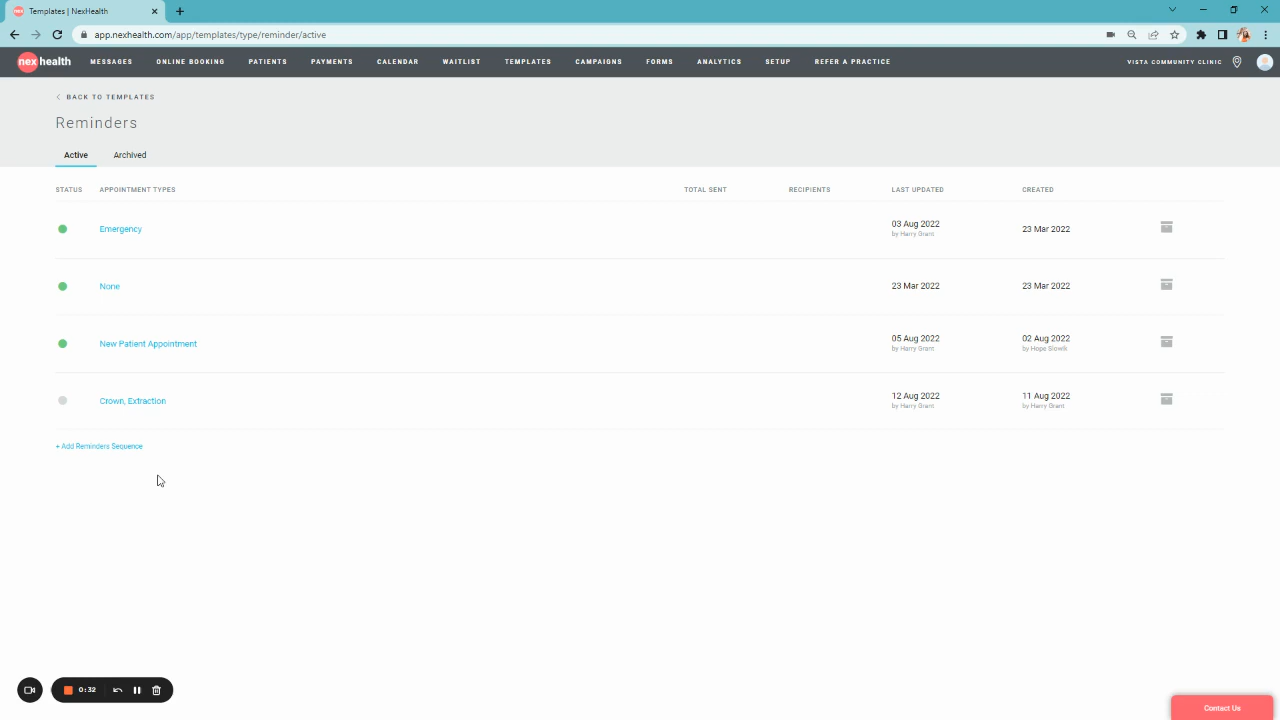 nex Templates | NexHealth
app.nexhealth.com/app/templates/type/reminder/active
nex health MESSAGES ONLINE BOOKING PATIENTS PAYMENTS CALENDAR WAITLIST TEMPLATES CAMPAIGNS FORMS ANALYTICS SETUP REFER A PRACTICE VISTA COMMUNITY CLINIC
BACK TO TEMPLATES
Reminders
Active Archived
STATUS APPOINTMENT TYPES TOTAL SENT RECIPIENTS LAST UPDATED CREATED
Emergency 03 Aug 2022 23 Mar 2022
by Harry Grant
None 23 Mar 2022 23 Mar 2022
New Patient Appointment 05 Aug 2022 02 Aug 2022
by Harry Grant by Hope Slowik
Crown, Extraction 12 Aug 2022 11 Aug 2022
by Harry Grant by Harry Grant
+ Add Reminders Sequence
0:32
Contact Us